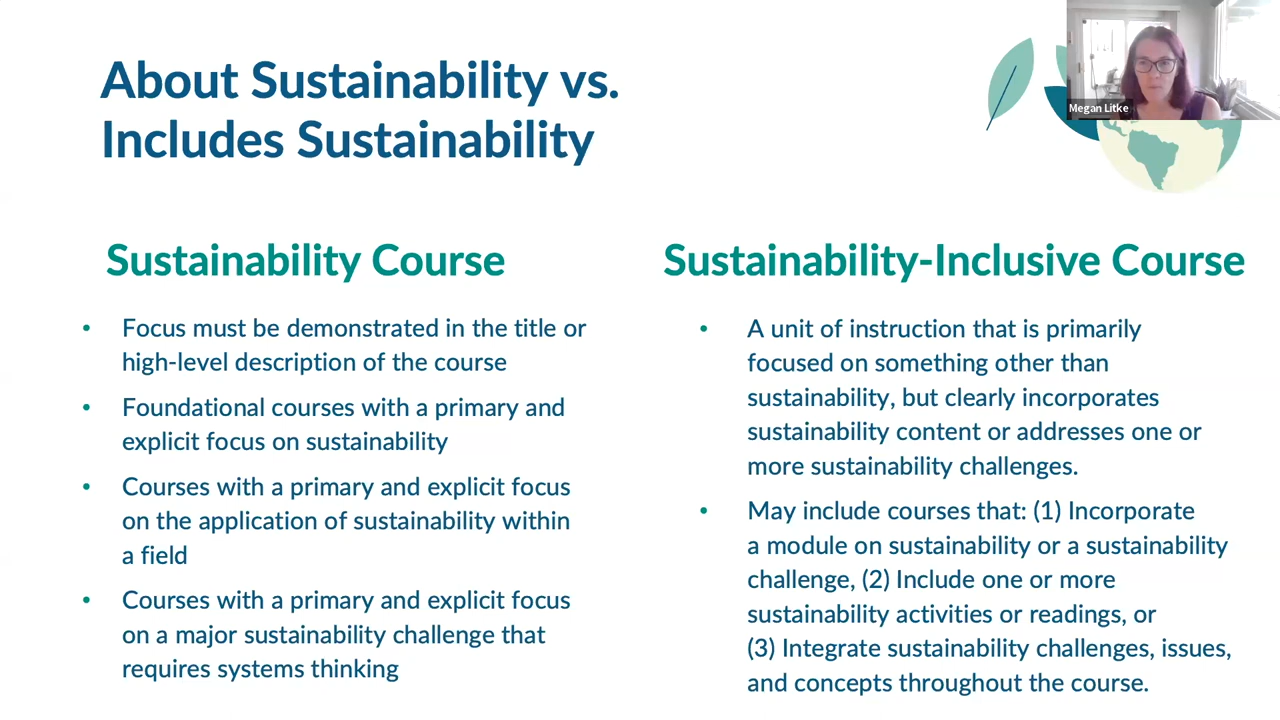 About Sustainability vs.
Includes Sustainability
Megan Litke
Sustainability Course
• Focus must be demonstrated in the title or
high-level description of the course
• Foundational courses with a primary and
explicit focus on sustainability
• Courses with a primary and explicit focus
on the application of sustainability within
a field
• Courses with a primary and explicit focus
on a major sustainability challenge that
requires systems thinking
Sustainability-Inclusive Course
• A unit of instruction that is primarily
focused on something other than
sustainability, but clearly incorporates
sustainability content or addresses one or
more sustainability challenges.
• May include courses that: (1) Incorporate
a module on sustainability or a sustainability
challenge, (2) Include one or more
sustainability activities or readings, or
(3) Integrate sustainability challenges, issues,
and concepts throughout the course.